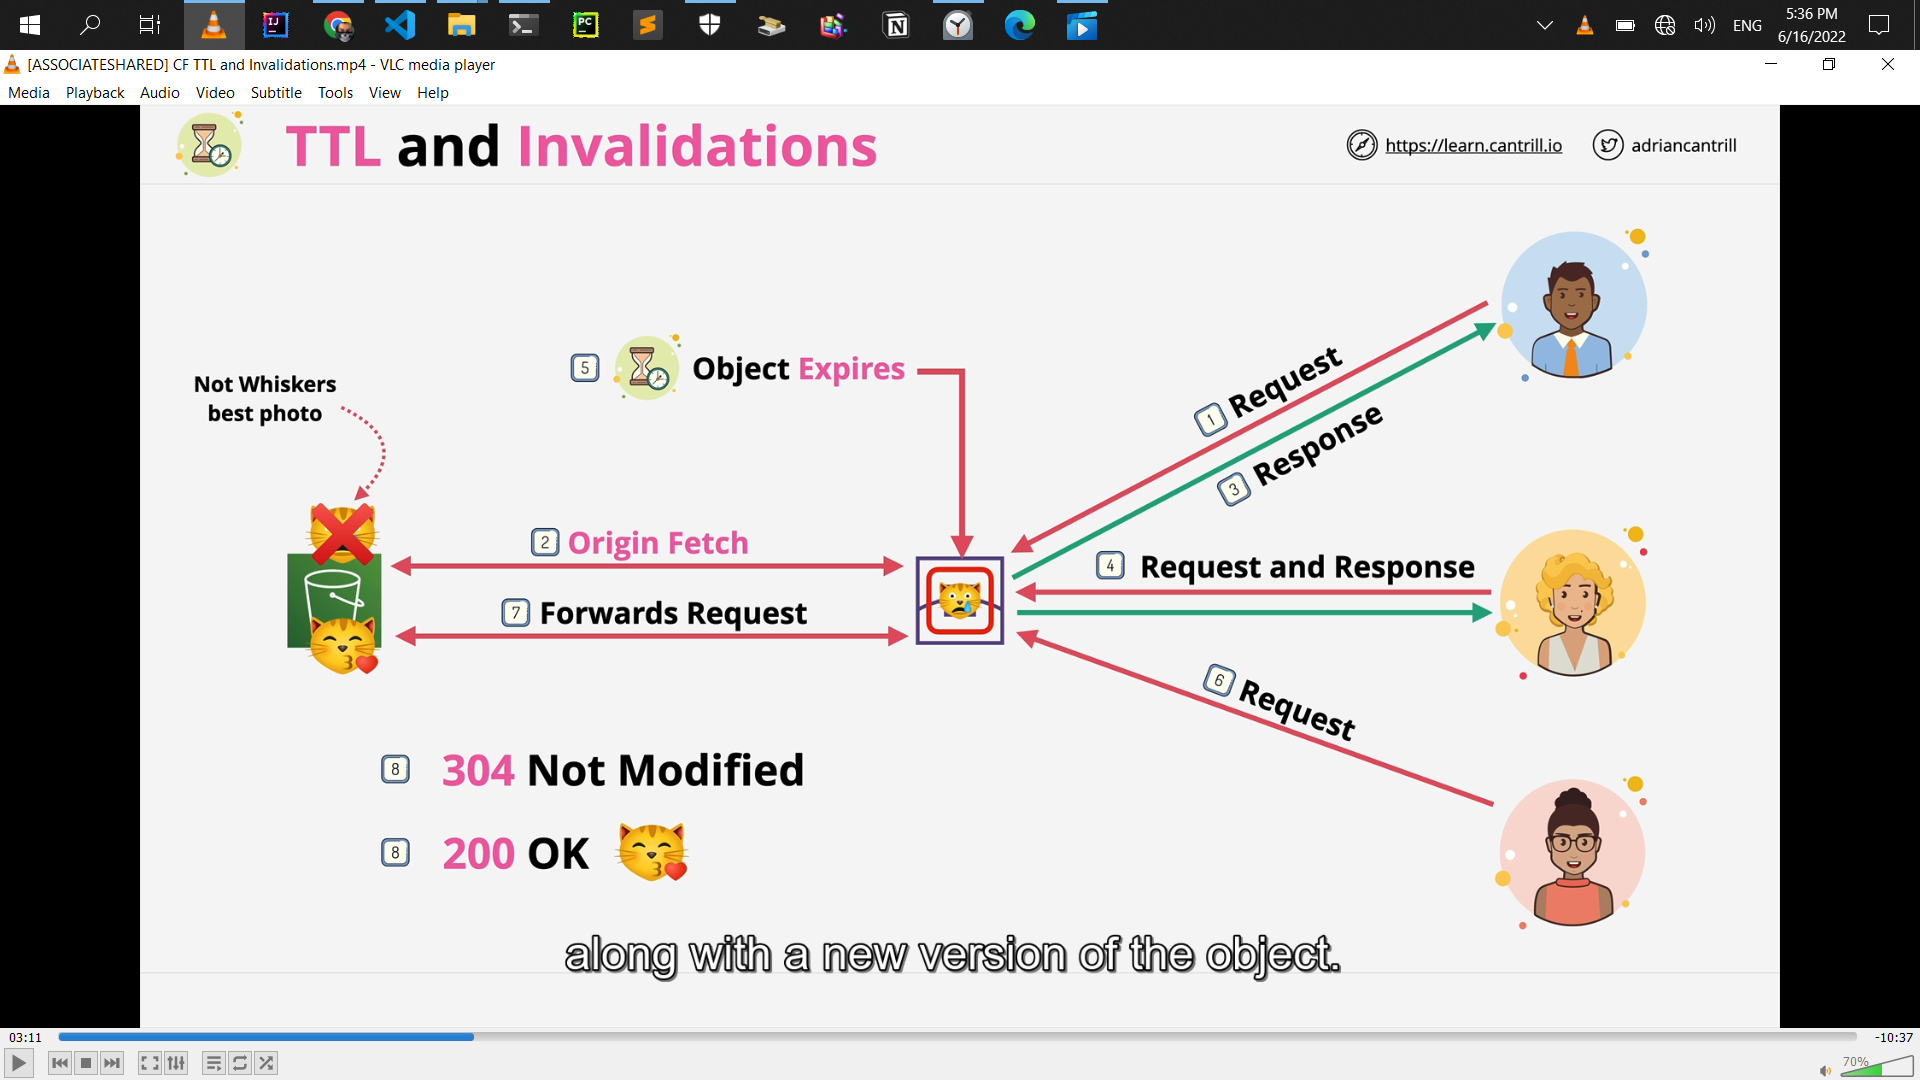 ENG
5:36 PM
6/16/2022
[ASSOCIATESHARED] CF TTL and Invalidations.mp4 - VLC media player
Media Playback Audio Video Subtitle Tools View Help
TTL and Invalidations
https://learn.cantrill.io
adriancantrill
5 Object Expires
Not Whiskers
best photo
1 Request
3 Response
2 Origin Fetch
4 Request and Response
7 Forwards Request
6 Request
8 304 Not Modified
8 200 OK
along with a new version of the object.
03:11
-10:37
70%
IJ
PC